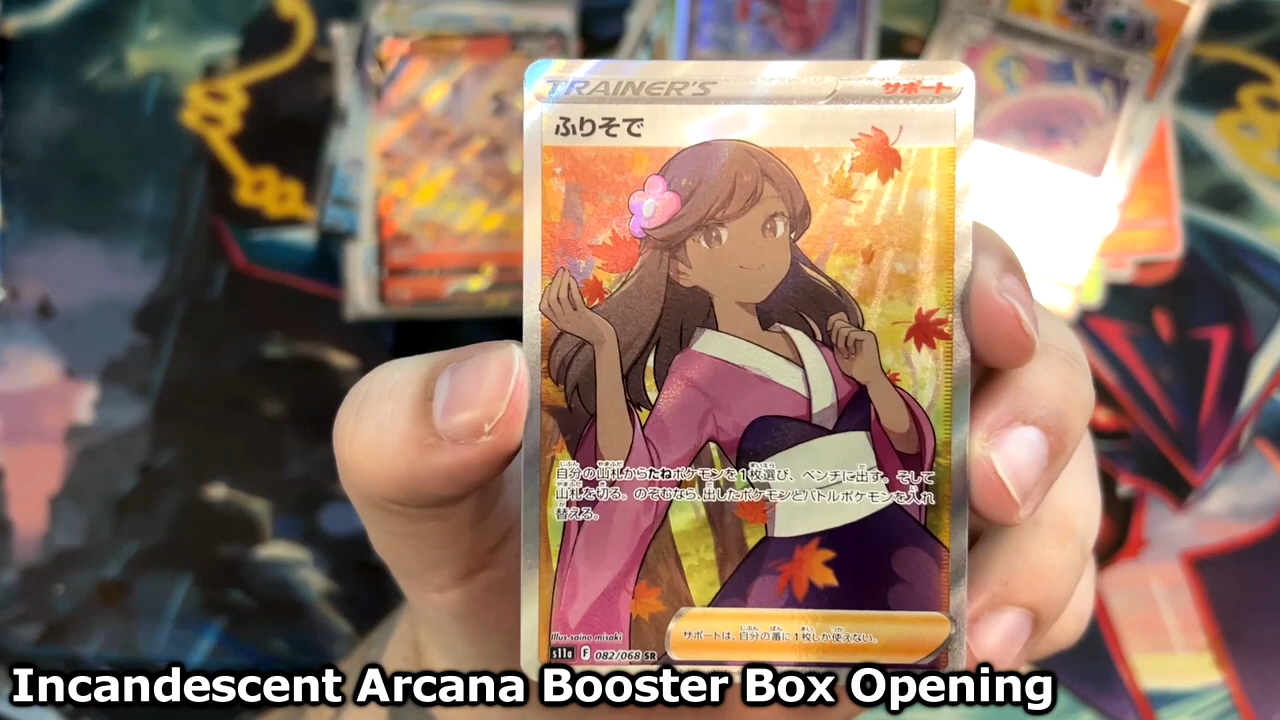 TRAINER'S サポート
ふりそで
自分の山札からたねポケモンを1枚選び、ベンチに出す。そして
山札を切る。のぞむなら、出したポケモンとバトルポケモンを入れ
替える。
サポートは、自分の番に1枚しか使えない。
Illus. saino misaki
s11a F 082/068 SR
Incandescent Arcana Booster Box Opening